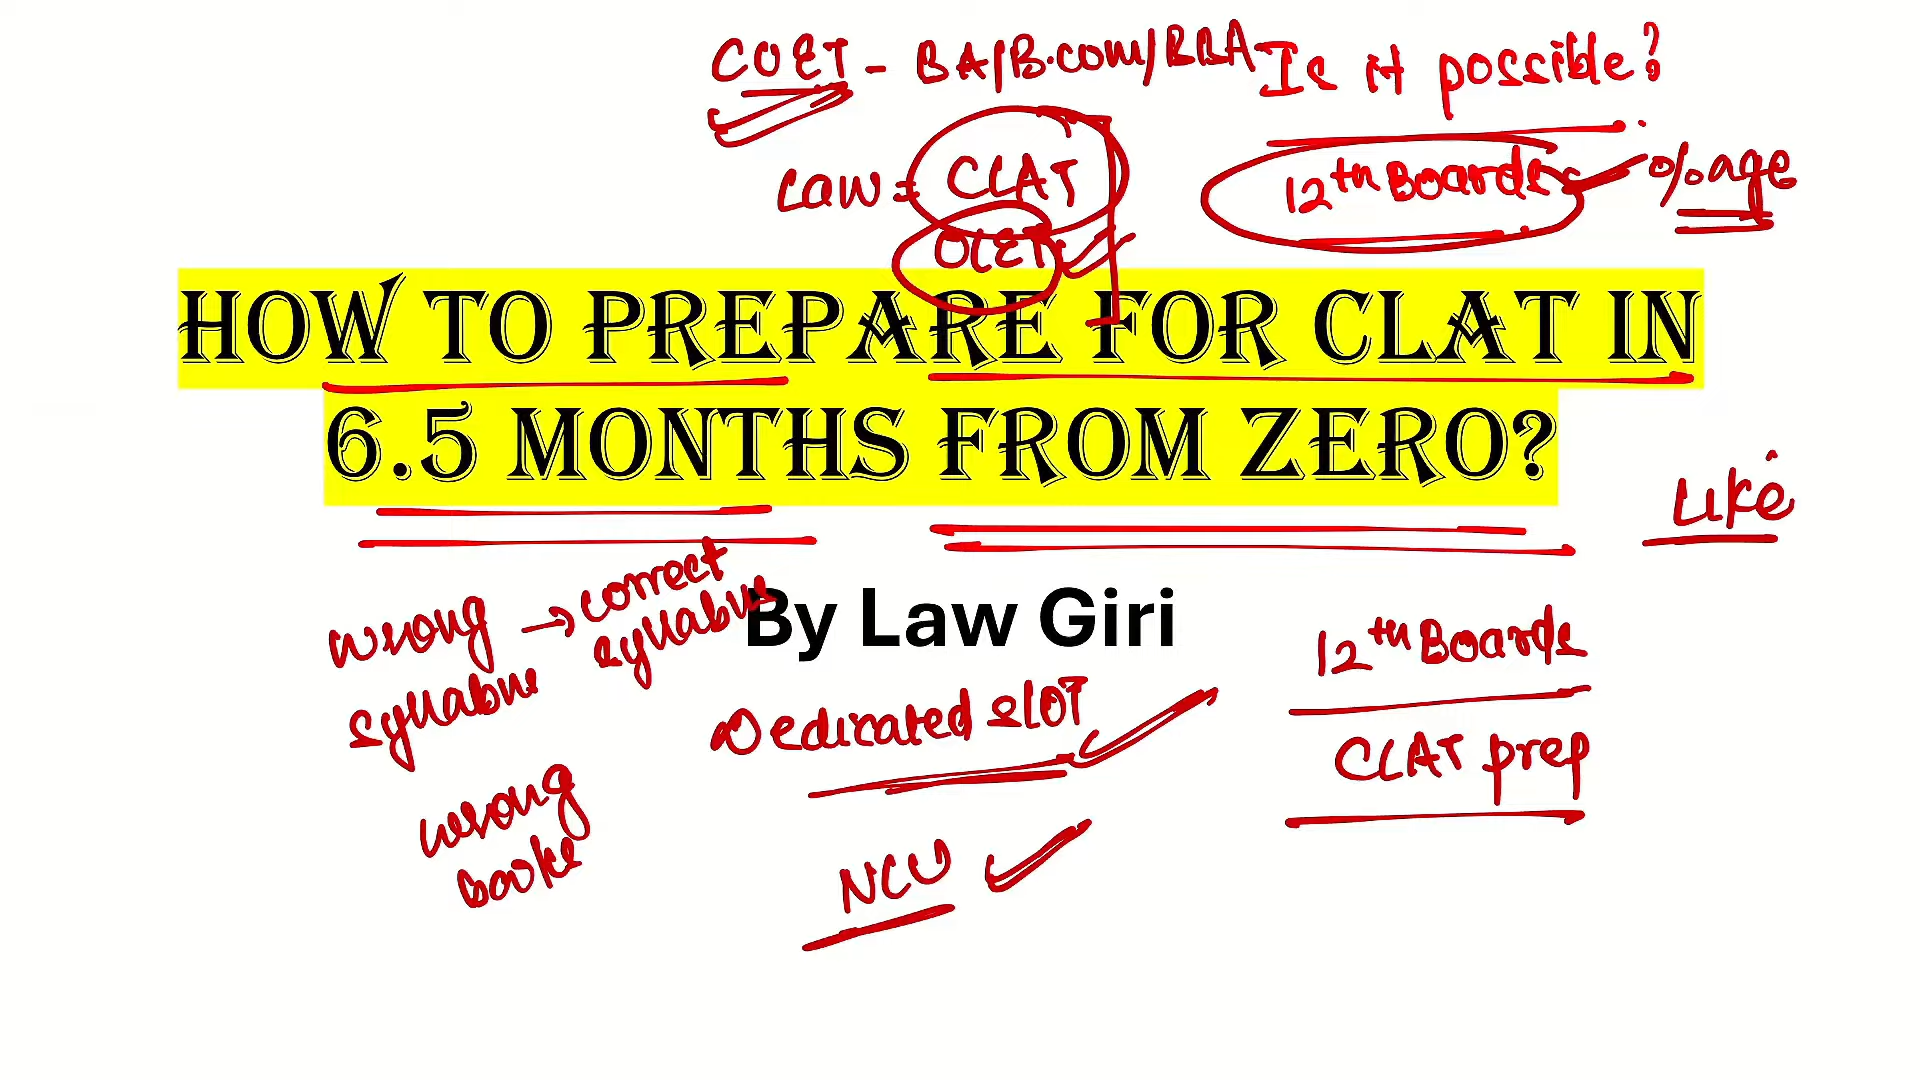 CUET - BA/B.com/BBA
Is it possible?
Law = CLAT
OLET
12th Boards
%age
HOW TO PREPARE FOR CLAT IN
6.5 MONTHS FROM ZERO?
Like
By Law Giri
wrong
syllabus
→ correct
syllabus
12th Boards
Dedicated slOT
CLAT prep
wrong
books
NLU